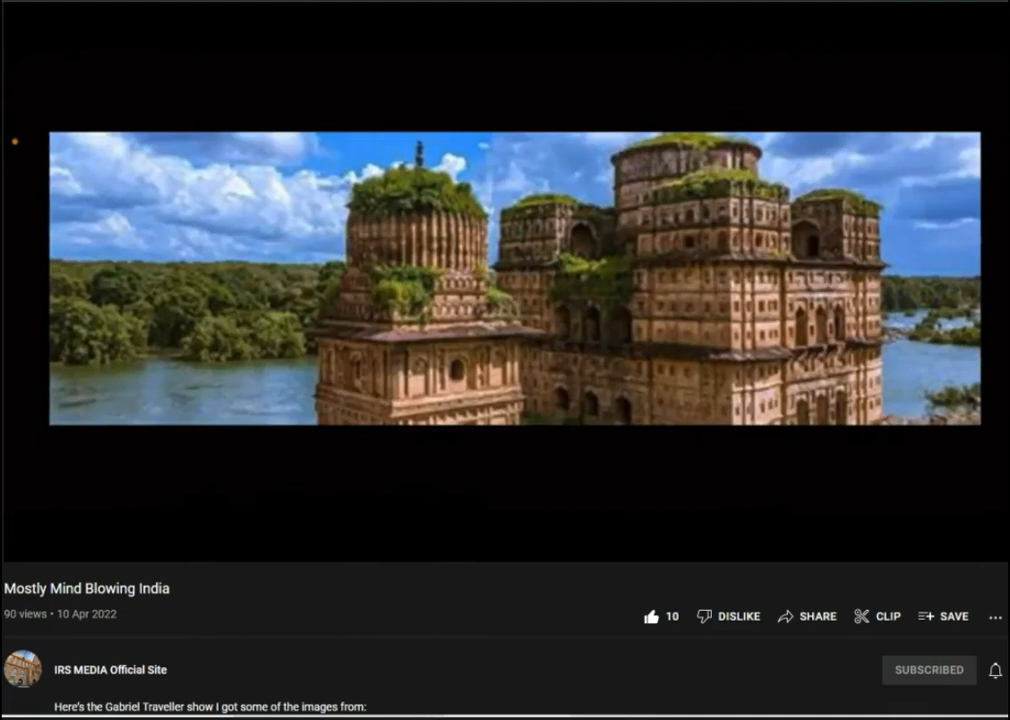 Mostly Mind Blowing India
90 views • 10 Apr 2022
10 DISLIKE SHARE CLIP SAVE ...
IRS MEDIA Official Site
SUBSCRIBED
Here's the Gabriel Traveller show I got some of the images from: